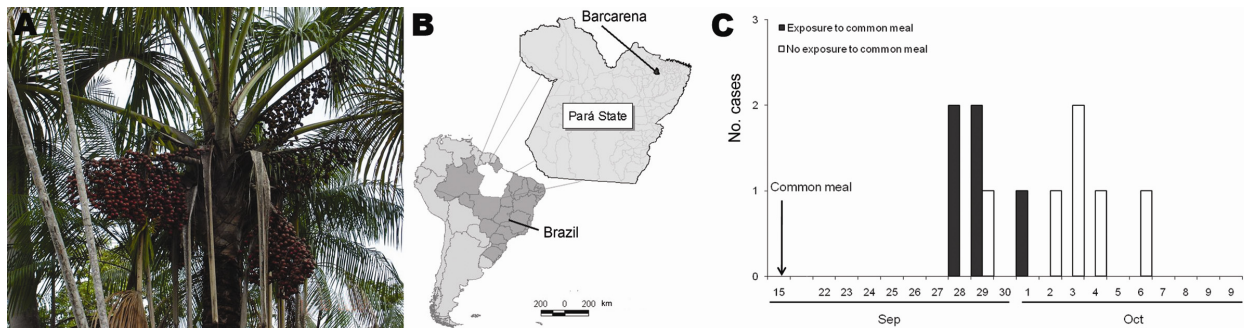 A
B
Barcarena
Pará State
Brazil
200 0 200 km
C
Exposure to common meal
No exposure to common meal
No. cases
3
2
1
0
Common meal
15 22 23 24 25 26 27 28 29 30 1 2 3 4 5 6 7 8 9 9
Sep Oct